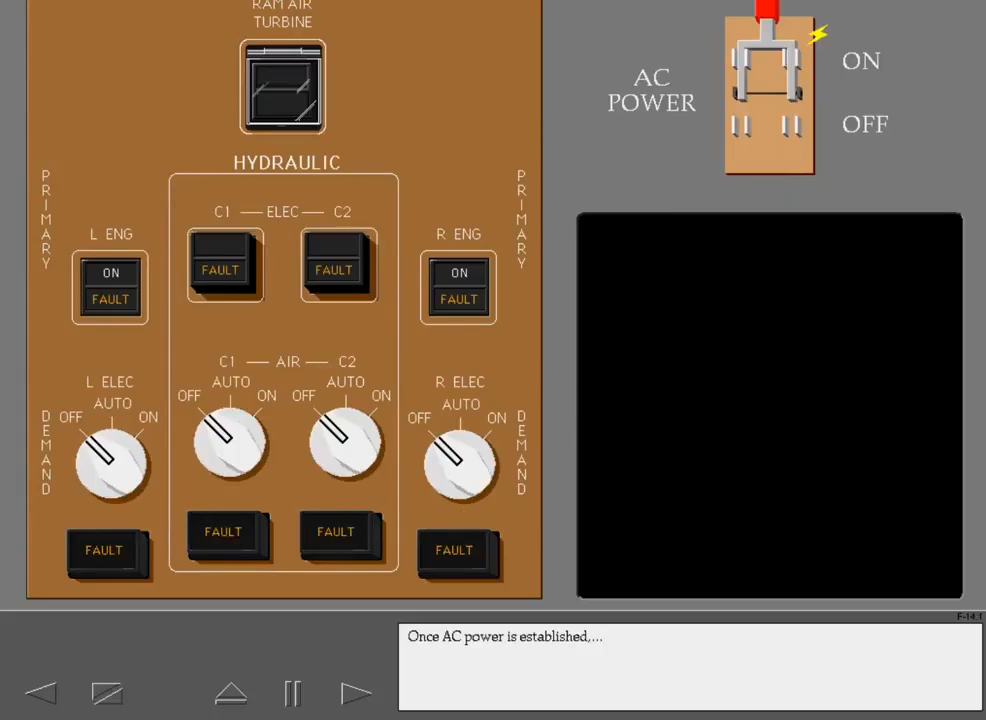 RAM AIR
TURBINE
AC
POWER
ON
OFF
HYDRAULIC
PRIMARY
PRIMARY
C1 ELEC C2
L ENG
R ENG
FAULT
FAULT
ON
FAULT
ON
FAULT
C1 AIR C2
L ELEC
OFF AUTO ON
OFF AUTO ON
OFF AUTO ON
R ELEC
OFF AUTO ON
DEMAND
DEMAND
FAULT
FAULT
FAULT
FAULT
F-14.1
Once AC power is established,...